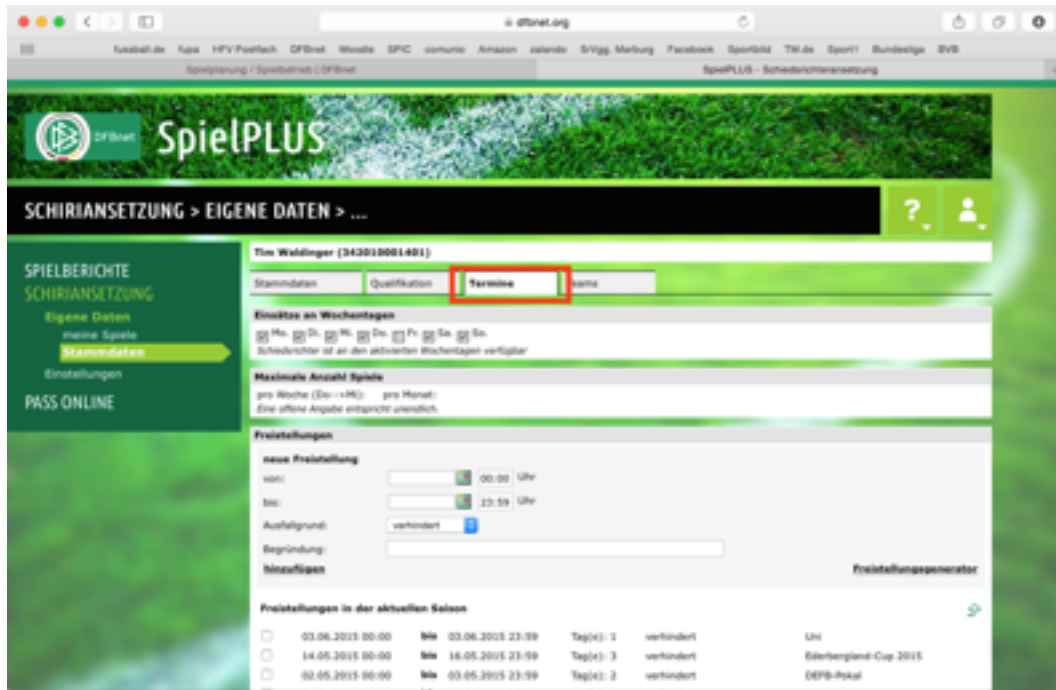 dfbnet.org
fussball.de fupa HFV Postfach DFBnet Moodle SPIC comunio Amazon zalando SrVgg. Marburg Facebook Sportbild TM.de Sport1 Bundesliga BVB
Spielplanung / Spielbetrieb | DFBnet SpielPLUS - Schiedsrichteransetzung
DFBnet SpielPLUS
SCHIRIANSETZUNG > EIGENE DATEN > ...
?
Tim Waldinger (342010001401)
SPIELBERICHTE
SCHIRIANSETZUNG
Eigene Daten
meine Spiele
Stammdaten
Einstellungen
PASS ONLINE
Stammdaten Qualifikation Termine
Einsätze an Wochentagen
Mo. Di. Mi. Do. Fr. Sa. So.
Schiedsrichter ist an den aktivierten Wochentagen verfügbar
Maximale Anzahl Spiele
pro Woche (Do-->Mi): pro Monat:
Eine offene Angabe entspricht unendlich.
Freistellungen
neue Freistellung
von: 00:00 Uhr
bis: 23:59 Uhr
Ausfallgrund: verhindert
Begründung:
hinzufügen Freistellungsgenerator
Freistellungen in der aktuellen Saison
03.06.2015 00:00 bis 03.06.2015 23:59 Tag(e): 1 verhindert Uni
14.05.2015 00:00 bis 16.05.2015 23:59 Tag(e): 3 verhindert Ederbergland-Cup 2015
02.05.2015 00:00 bis 03.05.2015 23:59 Tag(e): 2 verhindert DEFB-Pokal